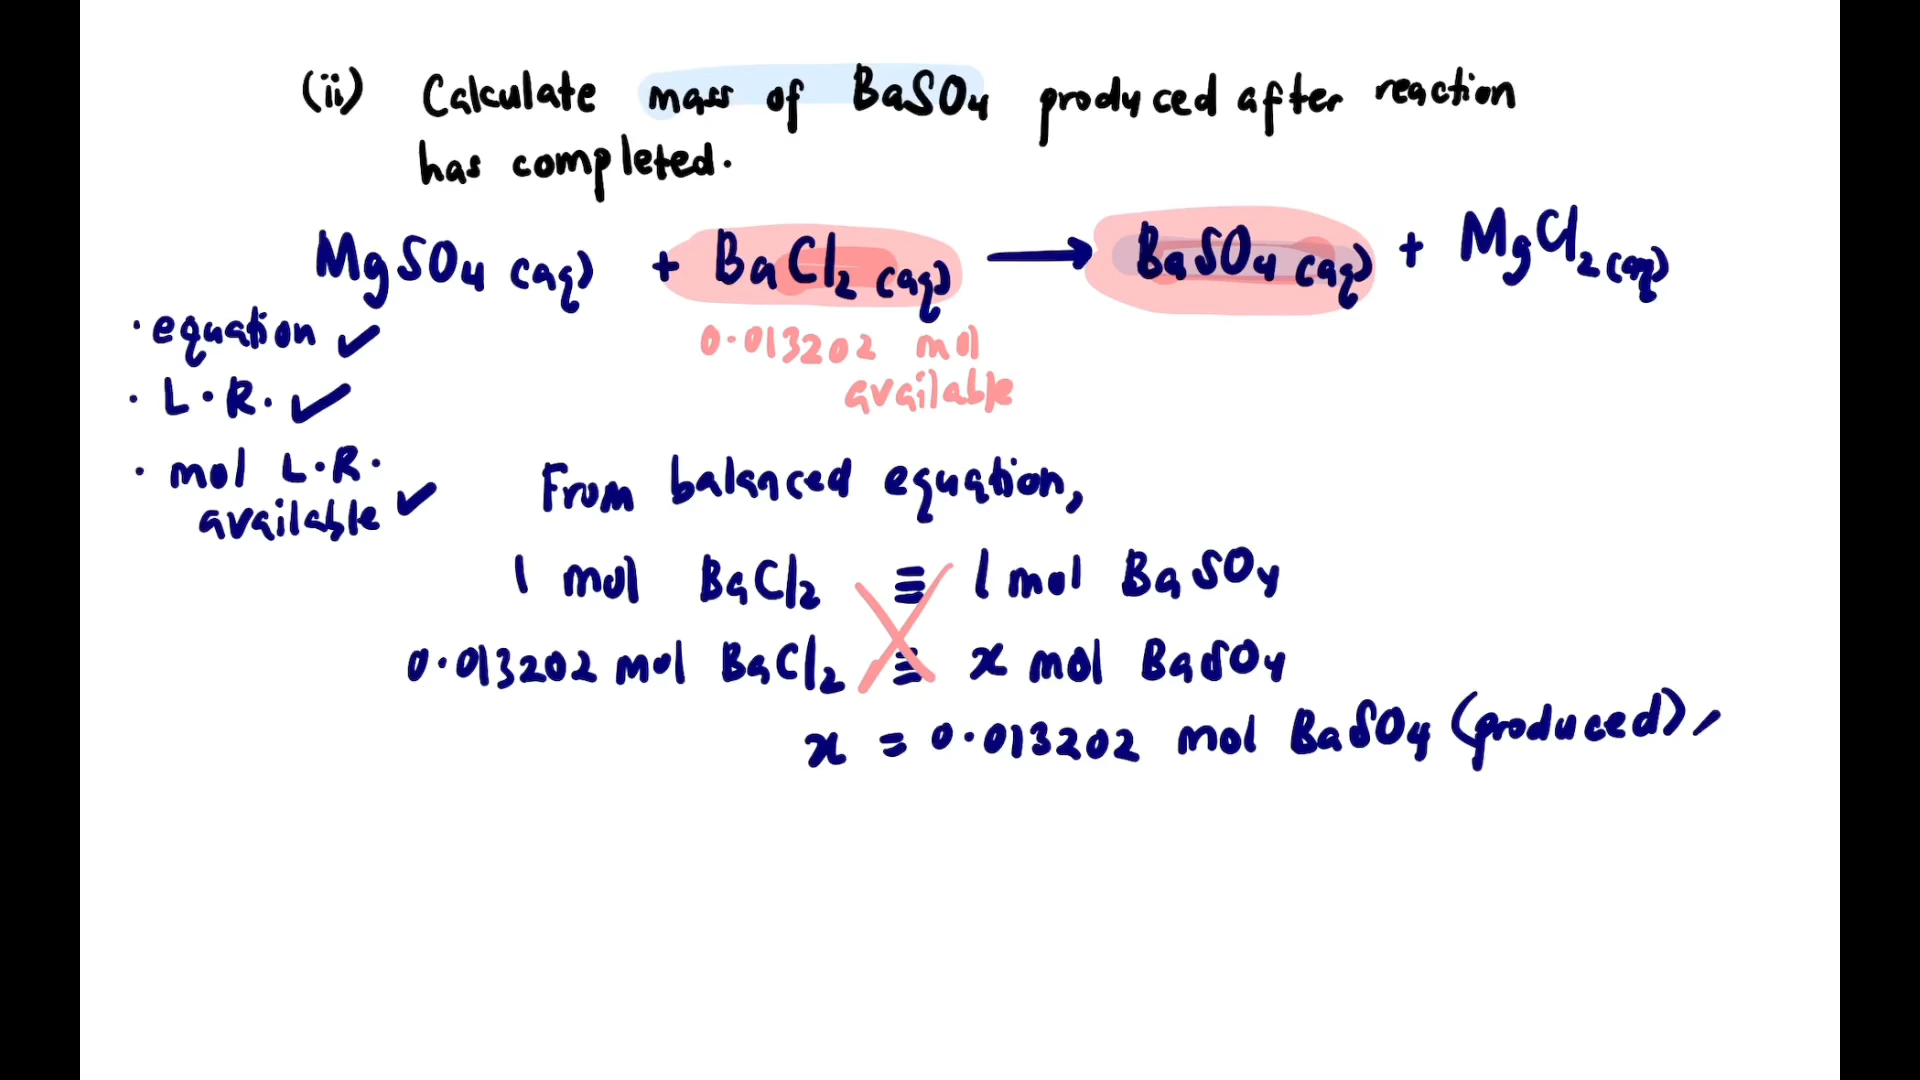 (ii) Calculate mass of BaSO4 produced after reaction
has completed.
MgSO4 (aq) + BaCl2 (aq) → BaSO4 (aq) + MgCl2 (aq)
0.013202 mol
available
• equation ✓
• L.R. ✓
• mol L.R.
available ✓
From balanced equation,
1 mol BaCl2 ≡ 1 mol BaSO4
0.013202 mol BaCl2 ≡ x mol BaSO4
x = 0.013202 mol BaSO4 (produced)